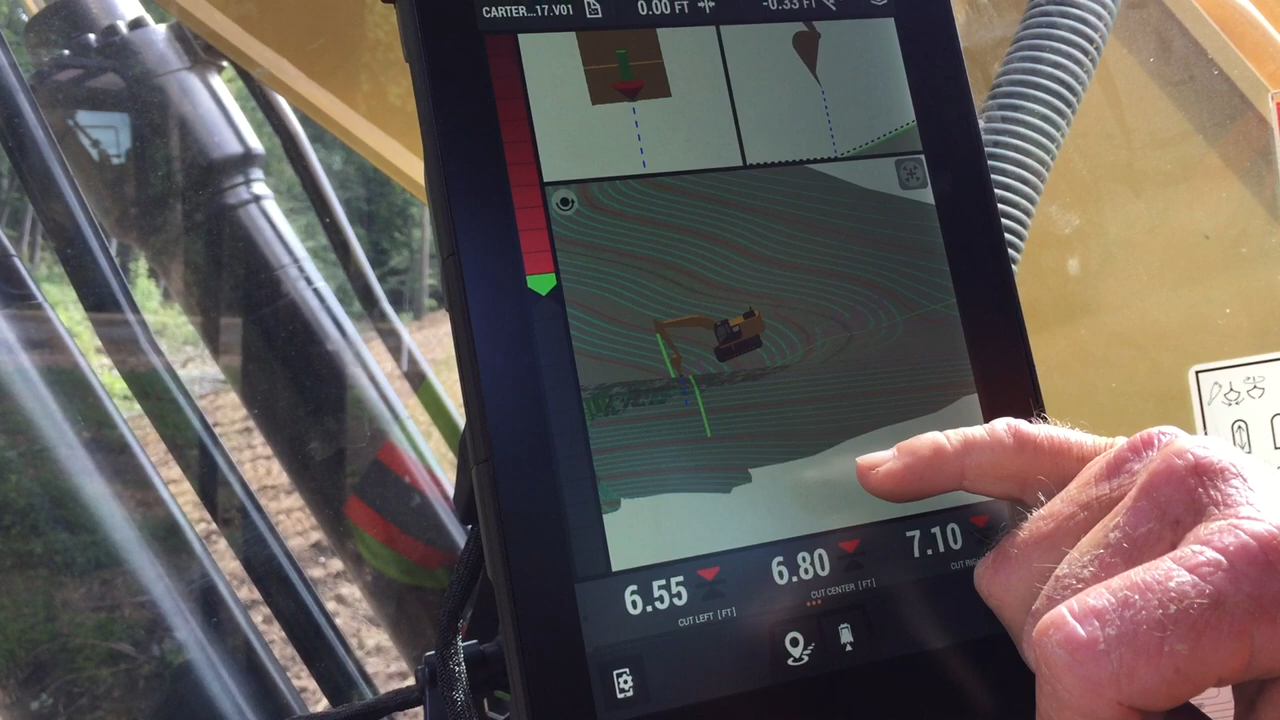 CARTER...17.V01 0.00 FT -0.33 FT
6.55 6.80 7.10
CUT LEFT [FT] CUT CENTER [FT] CUT